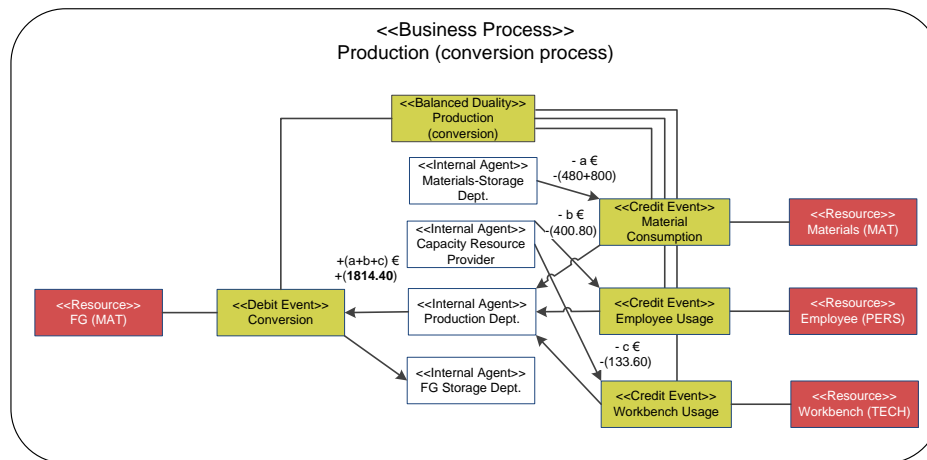 <<Business Process>>
Production (conversion process)
<<Balanced Duality>>
Production
(conversion)
<<Internal Agent>>
Materials-Storage
Dept.
- a €
-(480+800)
<<Credit Event>>
Material
Consumption
<<Resource>>
Materials (MAT)
<<Internal Agent>>
Capacity Resource
Provider
- b €
-(400.80)
+(a+b+c) €
+(1814.40)
<<Resource>>
FG (MAT)
<<Debit Event>>
Conversion
<<Internal Agent>>
Production Dept.
<<Credit Event>>
Employee Usage
<<Resource>>
Employee (PERS)
- c €
-(133.60)
<<Internal Agent>>
FG Storage Dept.
<<Credit Event>>
Workbench Usage
<<Resource>>
Workbench (TECH)